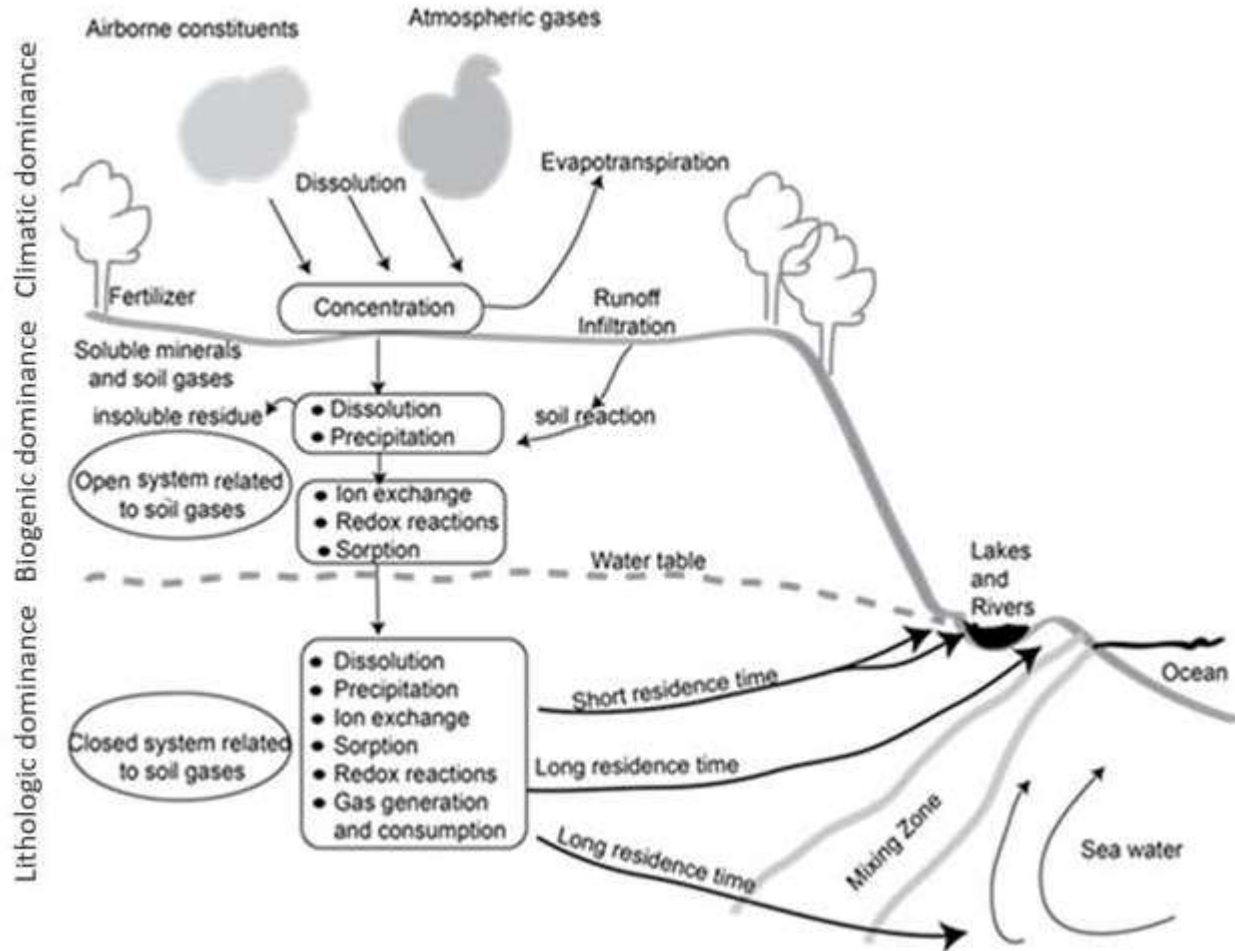 Airborne constituents
Atmospheric gases
Climatic dominance
Dissolution
Evapotranspiration
Fertilizer
Concentration
Runoff
Infiltration
Biogenic dominance
Soluble minerals
and soil gases
insoluble residue
● Dissolution
● Precipitation
soil reaction
Open system related
to soil gases
● Ion exchange
● Redox reactions
● Sorption
Water table
Lakes
and
Rivers
Ocean
Lithologic dominance
Closed system related
to soil gases
● Dissolution
● Precipitation
● Ion exchange
● Sorption
● Redox reactions
● Gas generation
and consumption
Short residence time
Long residence time
Long residence time
Mixing Zone
Sea water